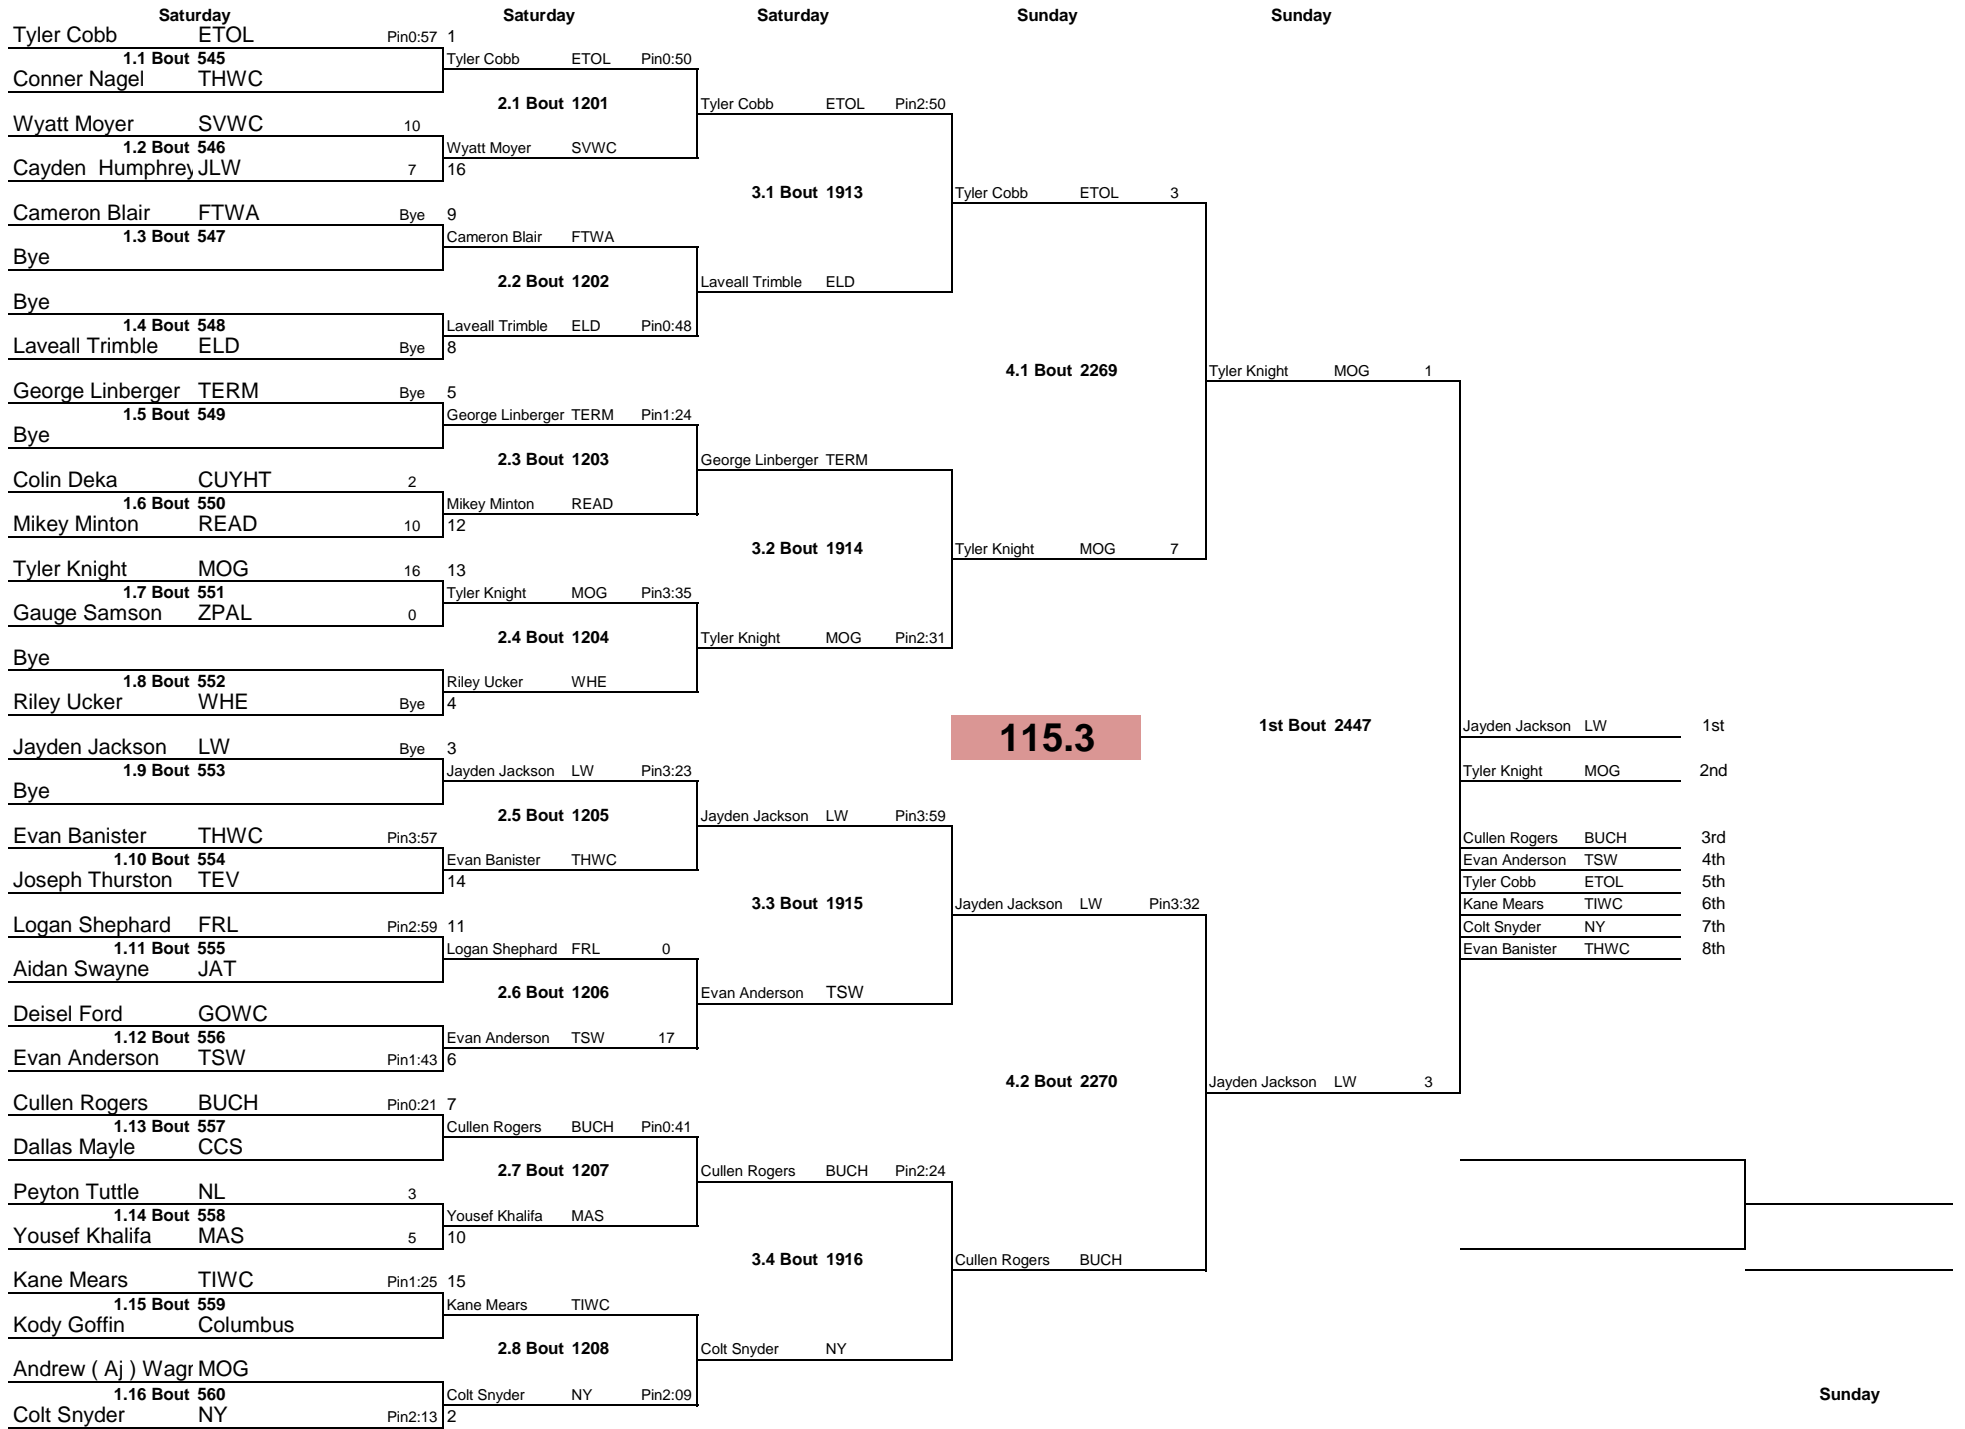 Saturday Saturday Saturday Sunday Sunday
Tyler Cobb ETOL Pin0:57 1
1.1 Bout 545 Tyler Cobb ETOL Pin0:50
Conner Nagel THWC
2.1 Bout 1201 Tyler Cobb ETOL Pin2:50
Wyatt Moyer SVWC 10
1.2 Bout 546 Wyatt Moyer SVWC
Cayden Humphrey JLW 7 16
3.1 Bout 1913 Tyler Cobb ETOL 3
Cameron Blair FTWA Bye 9
1.3 Bout 547 Cameron Blair FTWA
Bye
2.2 Bout 1202 Laveall Trimble ELD
Bye
1.4 Bout 548 Laveall Trimble ELD Pin0:48
Laveall Trimble ELD Bye 8
4.1 Bout 2269 Tyler Knight MOG 1
George Linberger TERM Bye 5
1.5 Bout 549 George Linberger TERM Pin1:24
Bye
2.3 Bout 1203 George Linberger TERM
Colin Deka CUYHT 2
1.6 Bout 550 Mikey Minton READ
Mikey Minton READ 10 12
3.2 Bout 1914 Tyler Knight MOG 7
Tyler Knight MOG 16 13
1.7 Bout 551 Tyler Knight MOG Pin3:35
Gauge Samson ZPAL 0
2.4 Bout 1204 Tyler Knight MOG Pin2:31
Bye
1.8 Bout 552 Riley Ucker WHE
Riley Ucker WHE Bye 4
115.3 1st Bout 2447 Jayden Jackson LW 1st
Jayden Jackson LW Bye 3
1.9 Bout 553 Jayden Jackson LW Pin3:23 Tyler Knight MOG 2nd
Bye
2.5 Bout 1205 Jayden Jackson LW Pin3:59
Evan Banister THWC Pin3:57 Cullen Rogers BUCH 3rd
1.10 Bout 554 Evan Banister THWC Evan Anderson TSW 4th
Joseph Thurston TEV 14 Tyler Cobb ETOL 5th
3.3 Bout 1915 Jayden Jackson LW Pin3:32 Kane Mears TIWC 6th
Logan Shephard FRL Pin2:59 11 Colt Snyder NY 7th
1.11 Bout 555 Logan Shephard FRL 0 Evan Banister THWC 8th
Aidan Swayne JAT
2.6 Bout 1206 Evan Anderson TSW
Deisel Ford GOWC
1.12 Bout 556 Evan Anderson TSW 17
Evan Anderson TSW Pin1:43 6
4.2 Bout 2270 Jayden Jackson LW 3
Cullen Rogers BUCH Pin0:21 7
1.13 Bout 557 Cullen Rogers BUCH Pin0:41
Dallas Mayle CCS
2.7 Bout 1207 Cullen Rogers BUCH Pin2:24
Peyton Tuttle NL 3
1.14 Bout 558 Yousef Khalifa MAS
Yousef Khalifa MAS 5 10
3.4 Bout 1916 Cullen Rogers BUCH
Kane Mears TIWC Pin1:25 15
1.15 Bout 559 Kane Mears TIWC
Kody Goffin Columbus
2.8 Bout 1208 Colt Snyder NY
Andrew ( Aj ) Wagr MOG
1.16 Bout 560 Colt Snyder NY Pin2:09 Sunday
Colt Snyder NY Pin2:13 2